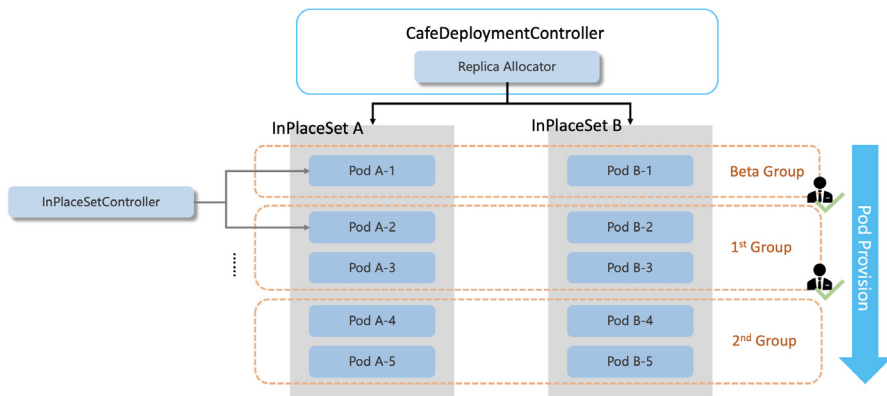 CafeDeploymentController
Replica Allocator
InPlaceSet A
InPlaceSet B
Pod A-1
Pod B-1
Beta Group
InPlaceSetController
Pod A-2
Pod B-2
1st Group
Pod A-3
Pod B-3
......
Pod A-4
Pod B-4
2nd Group
Pod A-5
Pod B-5
Pod Provision